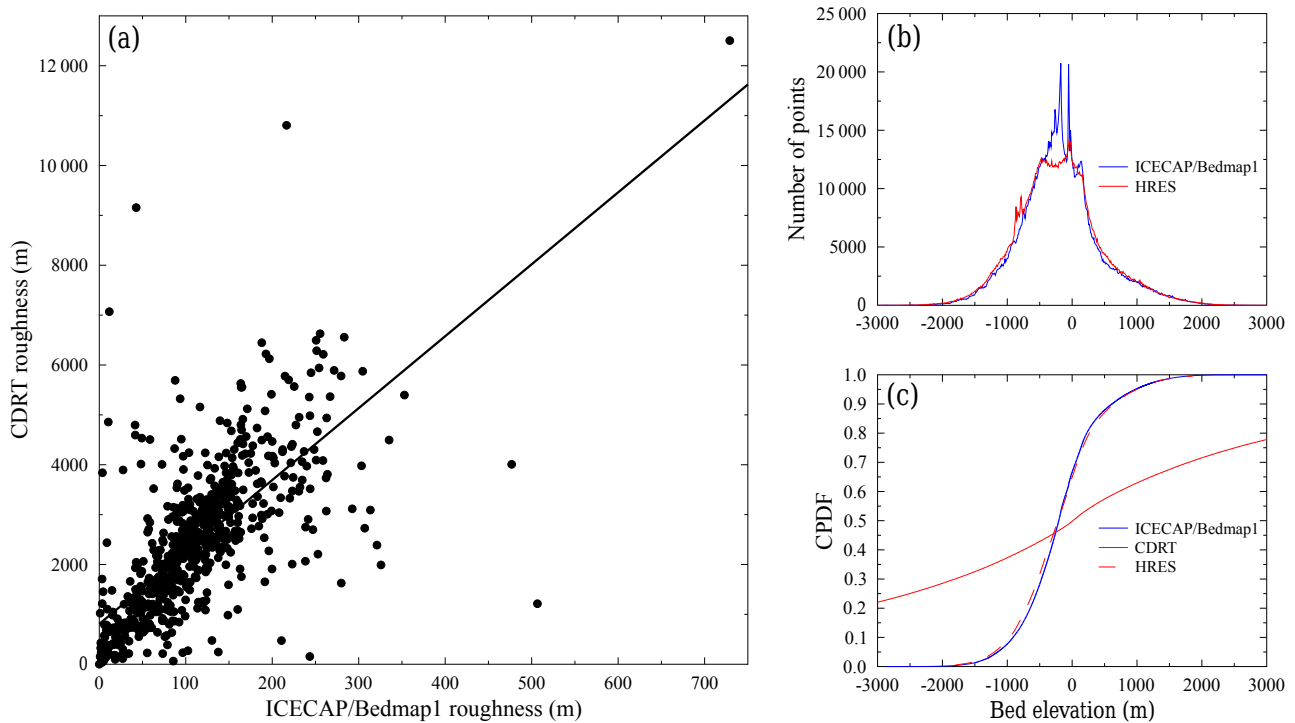 (a)
CDRT roughness (m)
12 000
10 000
8000
6000
4000
2000
0
0 100 200 300 400 500 600 700
ICECAP/Bedmap1 roughness (m)
(b)
Number of points
25 000
20 000
15 000
10 000
5000
0
ICECAP/Bedmap1
HRES
-3000 -2000 -1000 0 1000 2000 3000
(c)
CPDF
1.0
0.9
0.8
0.7
0.6
0.5
0.4
0.3
0.2
0.1
0.0
ICECAP/Bedmap1
CDRT
HRES
-3000 -2000 -1000 0 1000 2000 3000
Bed elevation (m)